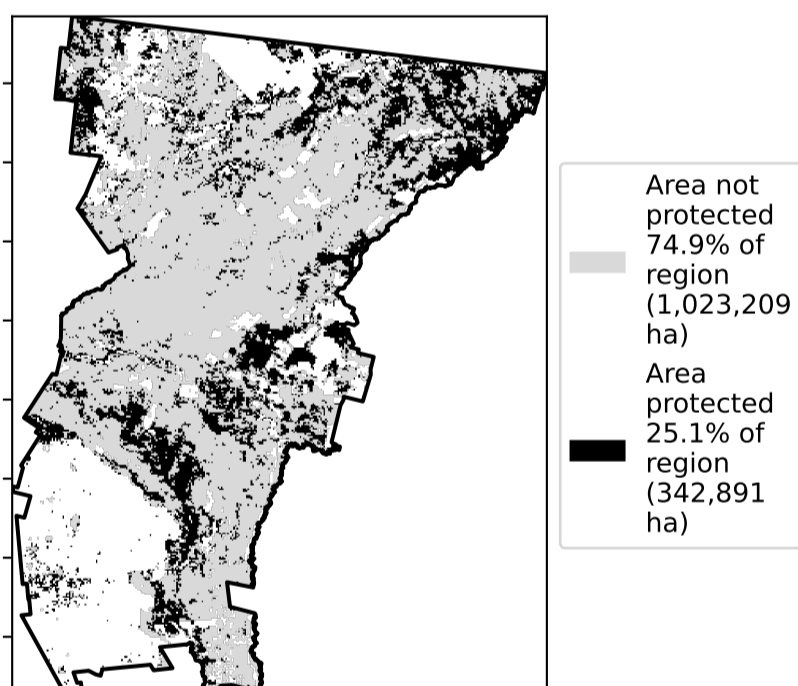 Area not
protected
74.9% of
region
(1,023,209
ha)
Area
protected
25.1% of
region
(342,891
ha)